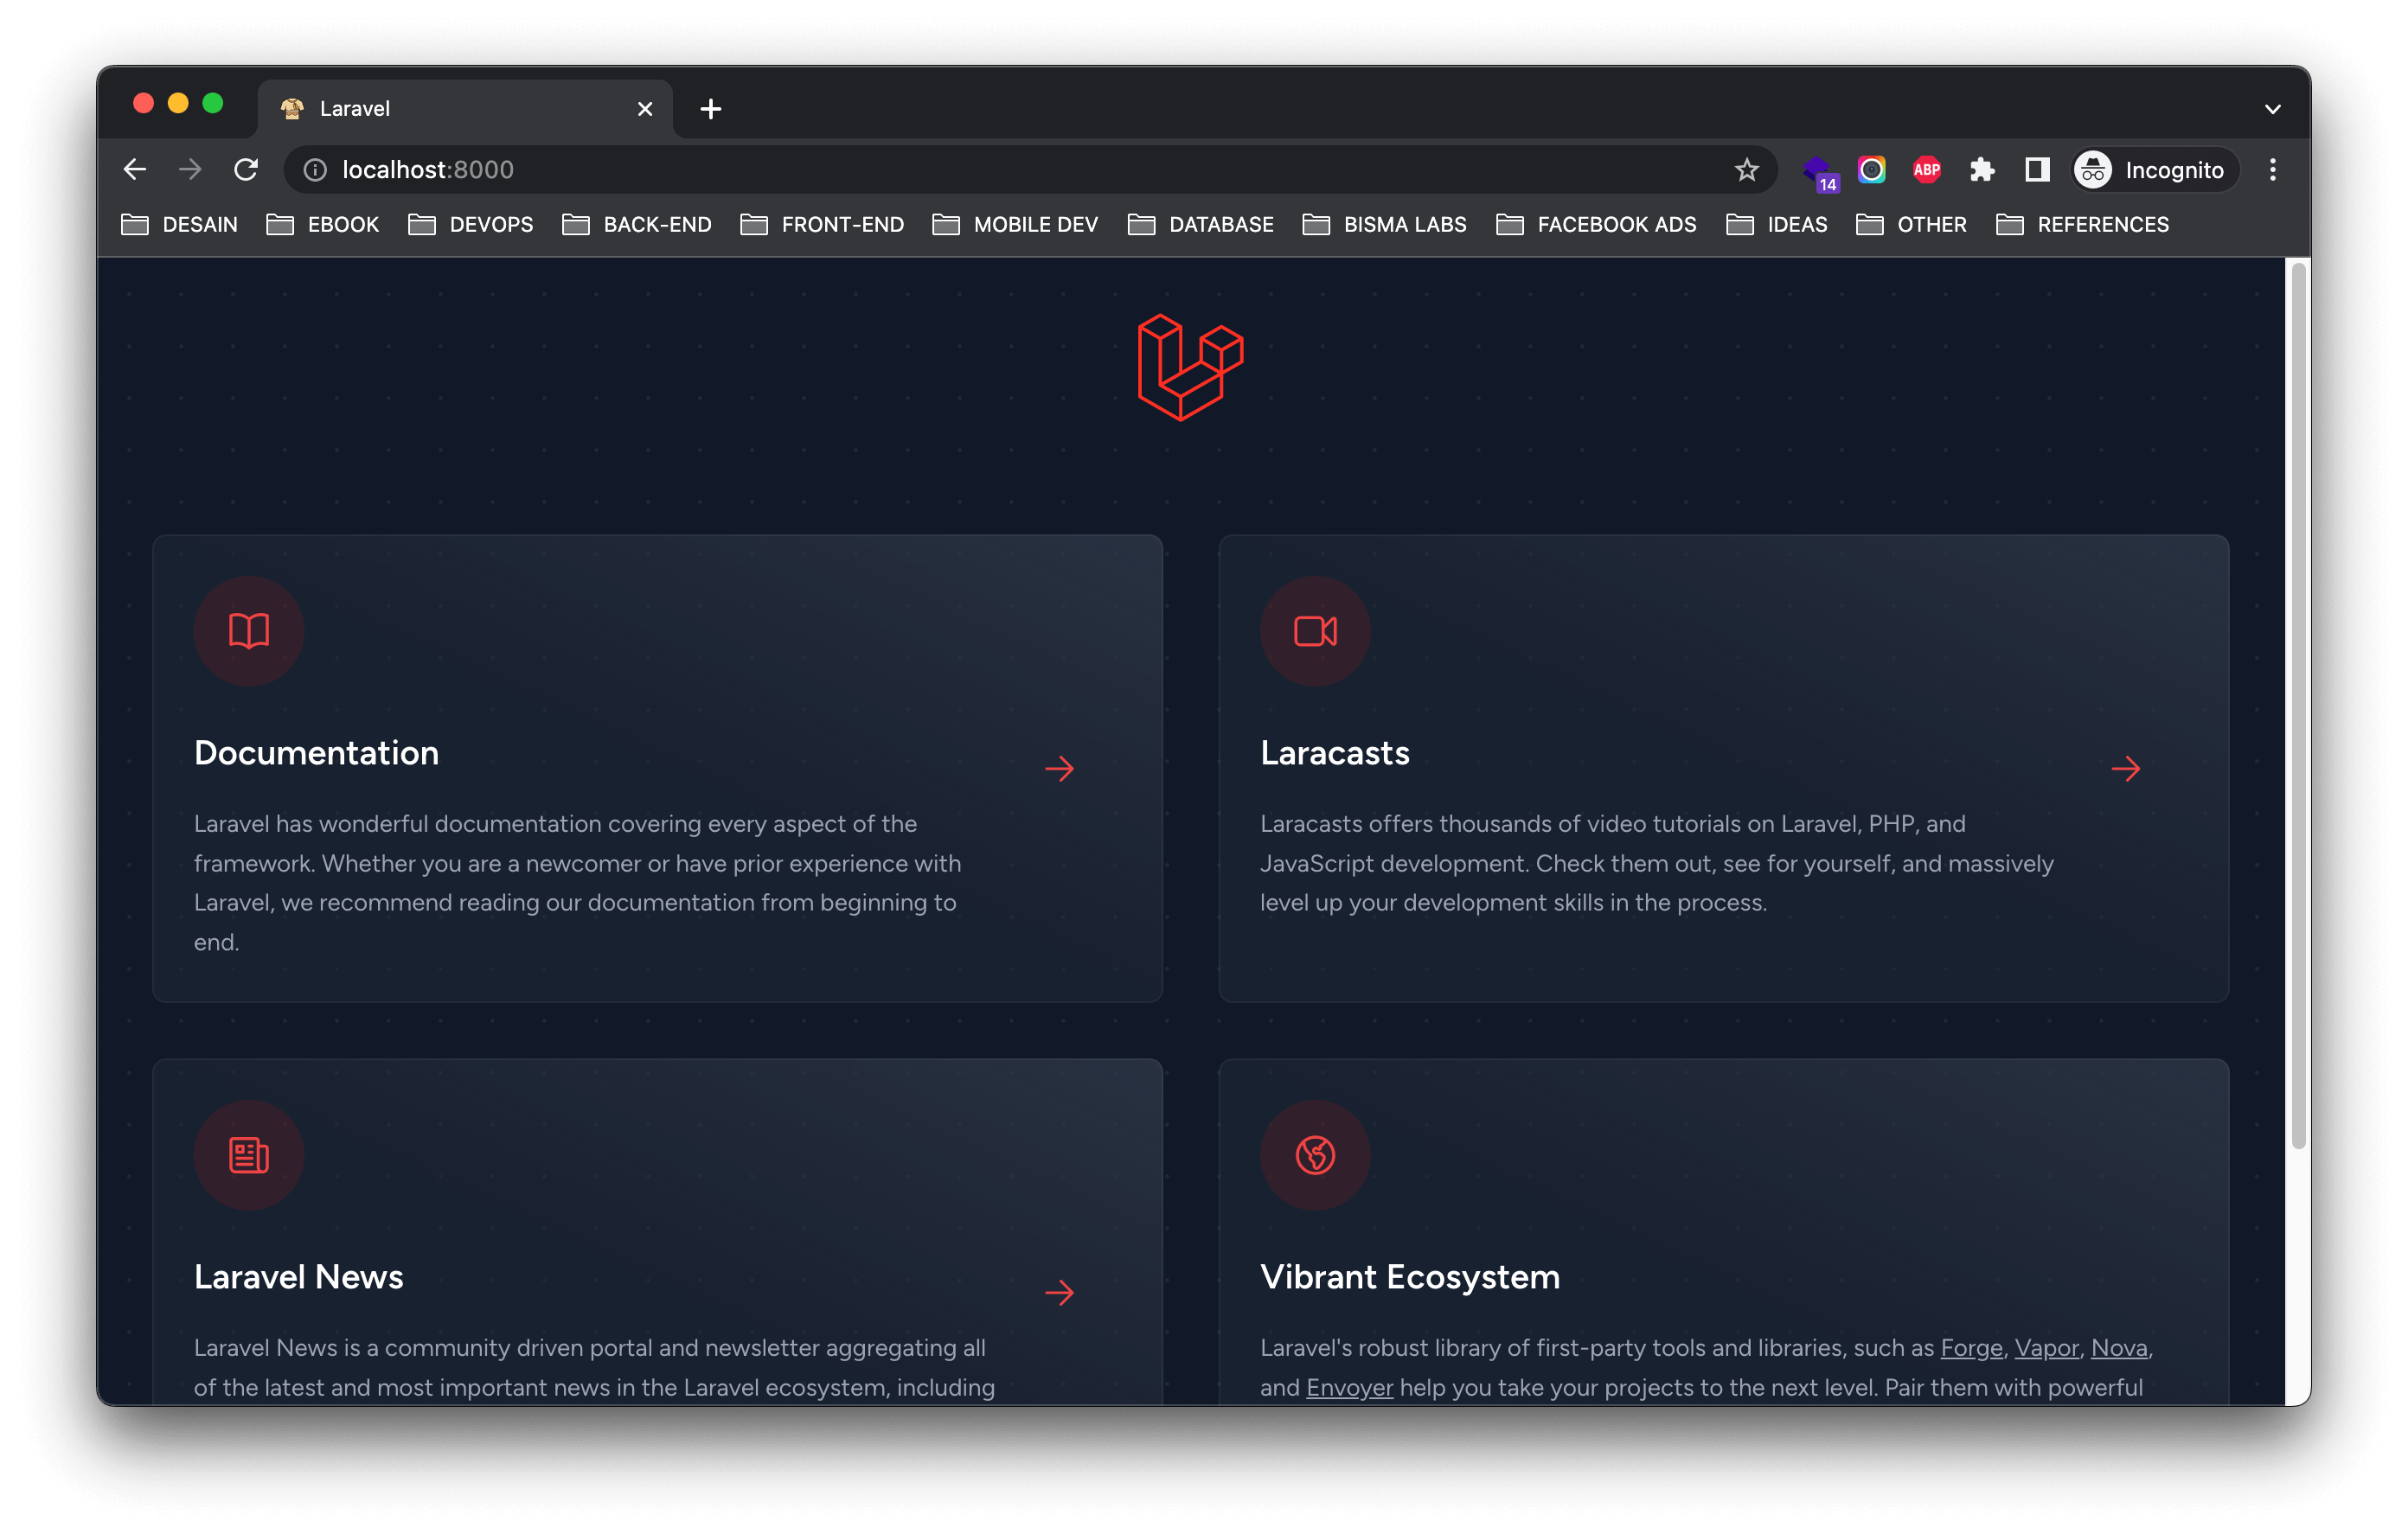 Laravel
localhost:8000
14
ABP
Incognito
DESAIN EBOOK DEVOPS BACK-END FRONT-END MOBILE DEV DATABASE BISMA LABS FACEBOOK ADS IDEAS OTHER REFERENCES
Documentation
Laravel has wonderful documentation covering every aspect of the
framework. Whether you are a newcomer or have prior experience with
Laravel, we recommend reading our documentation from beginning to
end.
Laracasts
Laracasts offers thousands of video tutorials on Laravel, PHP, and
JavaScript development. Check them out, see for yourself, and massively
level up your development skills in the process.
Laravel News
Laravel News is a community driven portal and newsletter aggregating all
of the latest and most important news in the Laravel ecosystem, including
Vibrant Ecosystem
Laravel's robust library of first-party tools and libraries, such as Forge, Vapor, Nova,
and Envoyer help you take your projects to the next level. Pair them with powerful